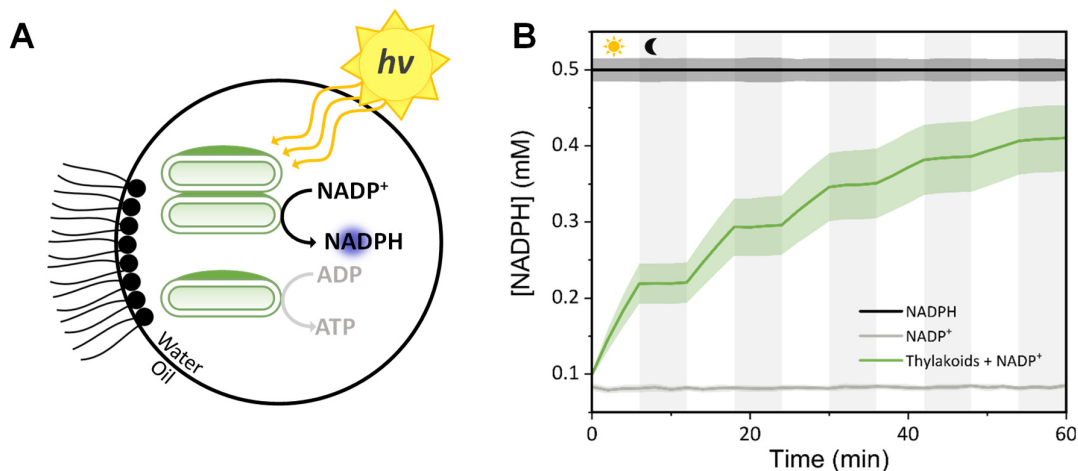 A
hν
NADP⁺
NADPH
ADP
ATP
Water
Oil
B
[NADPH] (mM)
0.5
0.4
0.3
0.2
0.1
NADPH
NADP⁺
Thylakoids + NADP⁺
0
20
40
60
Time (min)